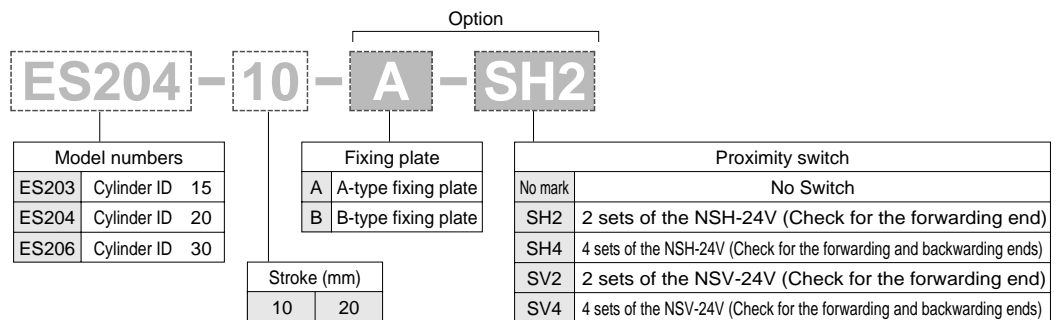 Option
ES204 - 10 - A - SH2
Model numbers
ES203 Cylinder ID 15
ES204 Cylinder ID 20
ES206 Cylinder ID 30
Stroke (mm)
10 20
Fixing plate
A A-type fixing plate
B B-type fixing plate
Proximity switch
No mark No Switch
SH2 2 sets of the NSH-24V (Check for the forwarding end)
SH4 4 sets of the NSH-24V (Check for the forwarding and backwarding ends)
SV2 2 sets of the NSV-24V (Check for the forwarding end)
SV4 4 sets of the NSV-24V (Check for the forwarding and backwarding ends)